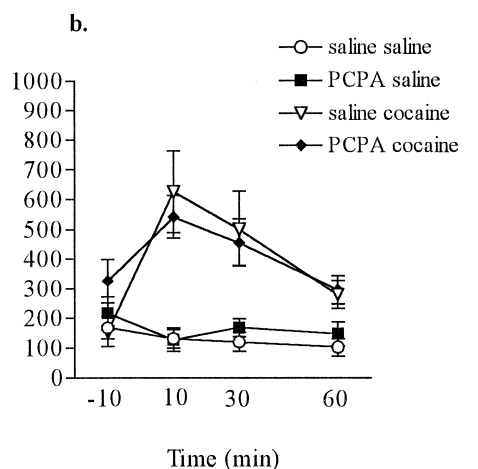 b.
saline saline
PCPA saline
saline cocaine
PCPA cocaine
1000
900
800
700
600
500
400
300
200
100
0
-10 10 30 60
Time (min)